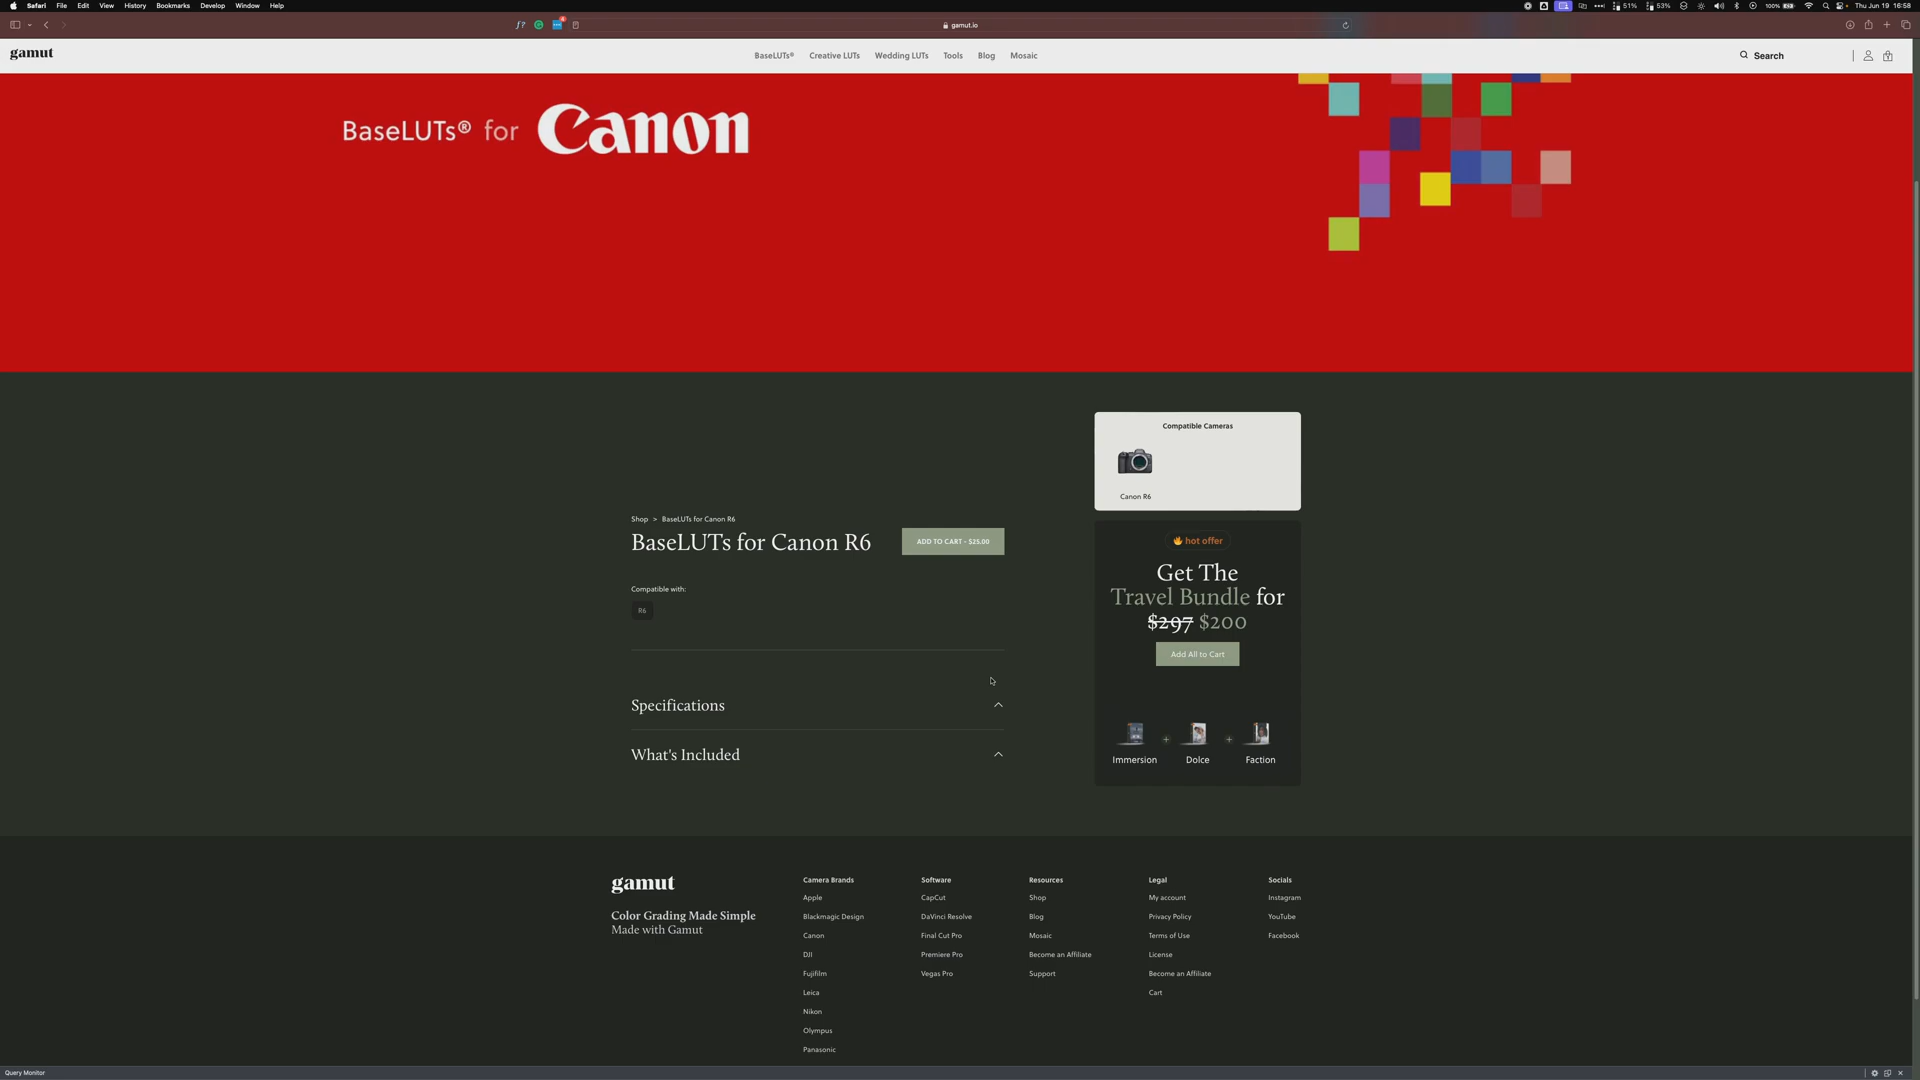 Safari File Edit View History Bookmarks Develop Window Help
51% 53% 100% Thu Jun 19 16:58
gamut.io
gamut
BaseLUTs® Creative LUTs Wedding LUTs Tools Blog Mosaic
Search
BaseLUTs® for Canon
Compatible Cameras
Canon R6
Shop > BaseLUTs for Canon R6
BaseLUTs for Canon R6
ADD TO CART - $25.00
Compatible with:
R6
Specifications
What's Included
hot offer
Get The
Travel Bundle for
$297 $200
Add All to Cart
Immersion + Dolce + Faction
gamut
Color Grading Made Simple
Made with Gamut
Camera Brands
Apple
Blackmagic Design
Canon
DJI
Fujifilm
Leica
Nikon
Olympus
Panasonic
Software
CapCut
DaVinci Resolve
Final Cut Pro
Premiere Pro
Vegas Pro
Resources
Shop
Blog
Mosaic
Become an Affiliate
Support
Legal
My account
Privacy Policy
Terms of Use
License
Become an Affiliate
Cart
Socials
Instagram
YouTube
Facebook
Query Monitor